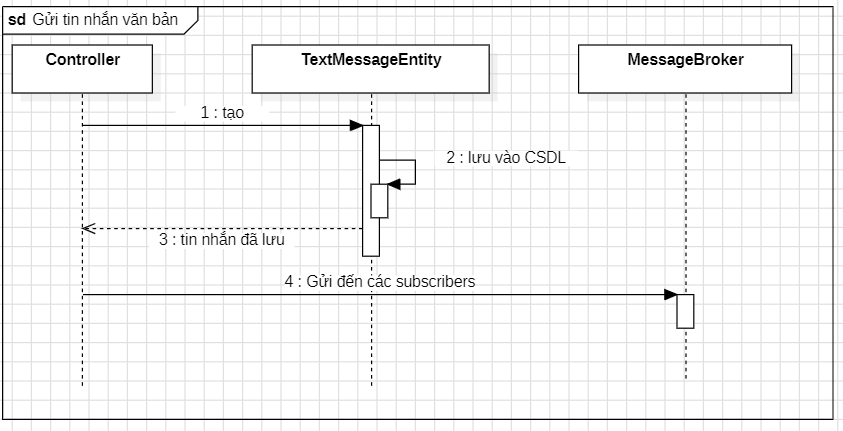 sd Gửi tin nhắn văn bản
Controller
TextMessageEntity
MessageBroker
1 : tạo
2 : lưu vào CSDL
3 : tin nhắn đã lưu
4 : Gửi đến các subscribers